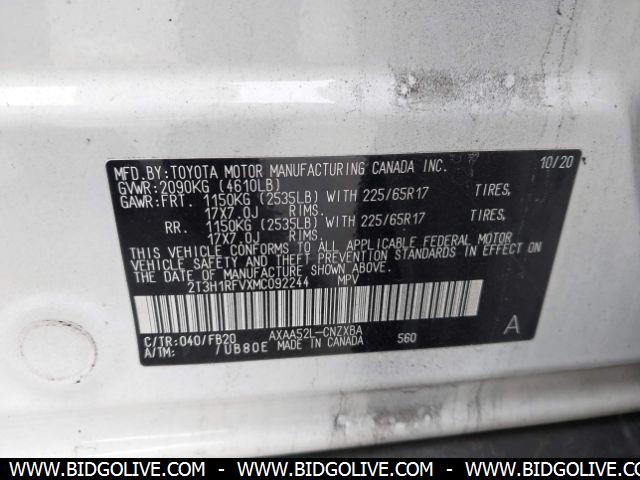 MFD.BY:TOYOTA MOTOR MANUFACTURING CANADA INC. 10/20
GVWR:2090KG (4610LB)
GAWR:FRT. 1150KG (2535LB) WITH 225/65R17 TIRES,
17X7.0J RIMS.
RR. 1150KG (2535LB) WITH 225/65R17 TIRES,
17X7.0J RIMS.
THIS VEHICLE CONFORMS TO ALL APPLICABLE FEDERAL MOTOR
VEHICLE SAFETY AND THEFT PREVENTION STANDARDS IN EFFECT
ON THE DATE OF MANUFACTURE SHOWN ABOVE.
2T3H1RFVXMC092244 MPV
C/TR:040/FB20 AXAA52L-CNZXBA 560 A
A/TM: /UB80E MADE IN CANADA
WWW.BIDGOLIVE.COM - WWW.BIDGOLIVE.COM - WWW.BIDGOLIVE.COM